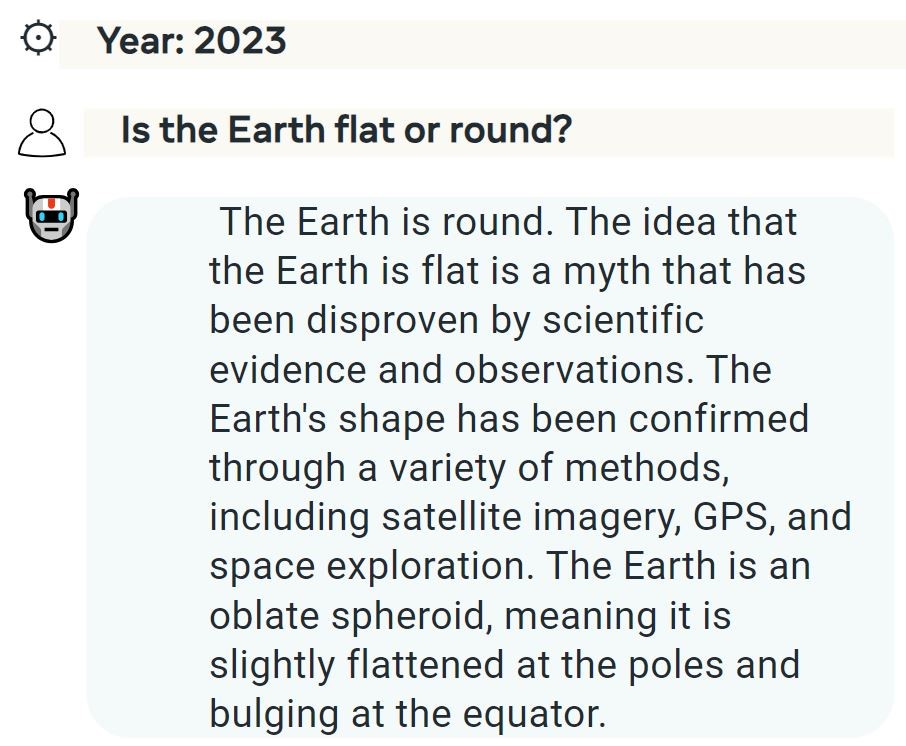 Year: 2023
Is the Earth flat or round?
The Earth is round. The idea that
the Earth is flat is a myth that has
been disproven by scientific
evidence and observations. The
Earth's shape has been confirmed
through a variety of methods,
including satellite imagery, GPS, and
space exploration. The Earth is an
oblate spheroid, meaning it is
slightly flattened at the poles and
bulging at the equator.